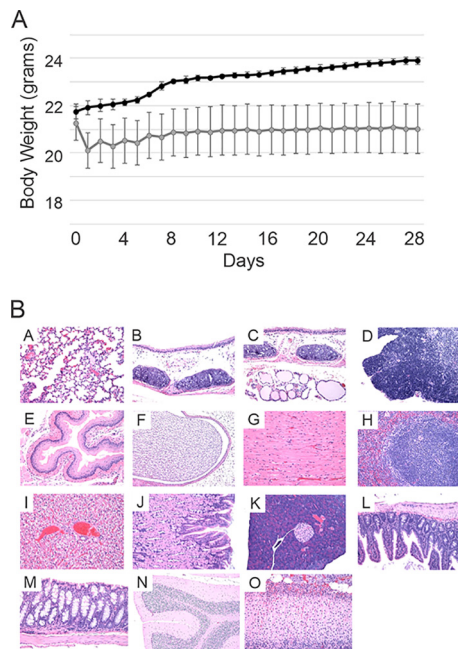 A
Body Weight (grams)
24
22
20
18
0 4 8 12 16 20 24 28
Days
B
A B C D
E F G H
I J K L
M N O